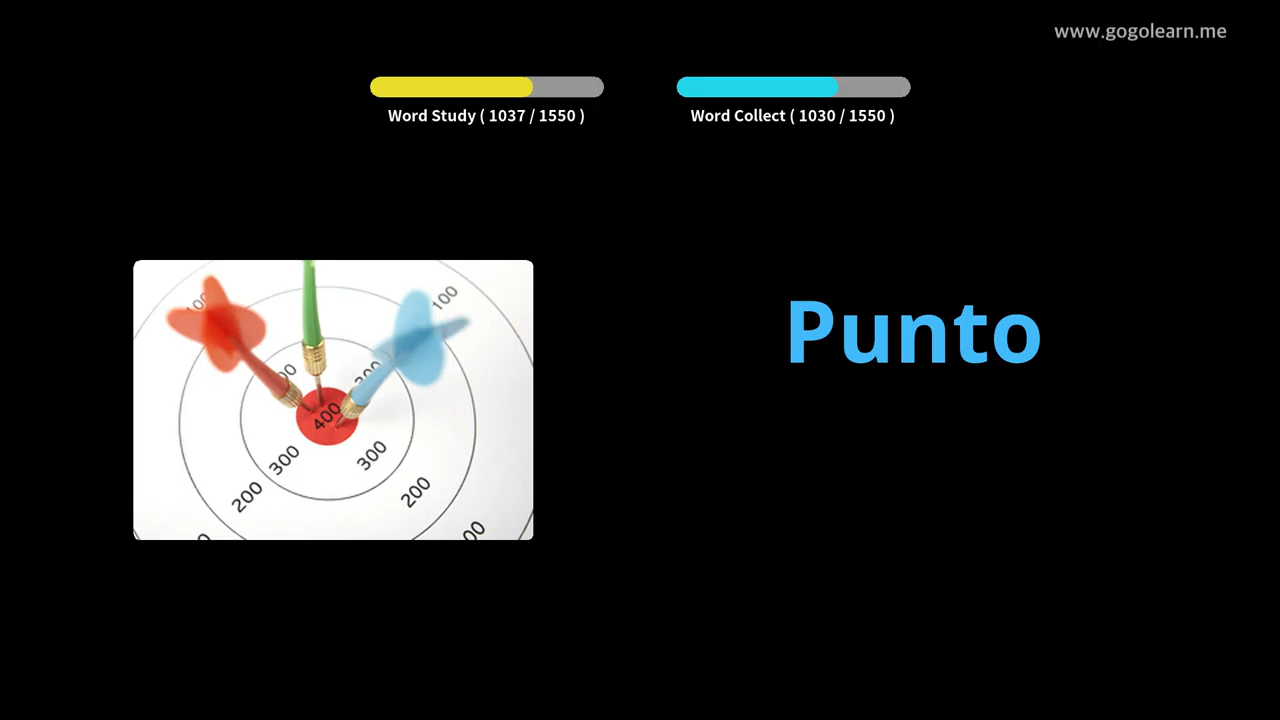 www.gogolearn.me
Word Study ( 1037 / 1550 )
Word Collect ( 1030 / 1550 )
Punto
100
100
200
400
300
300
200
200